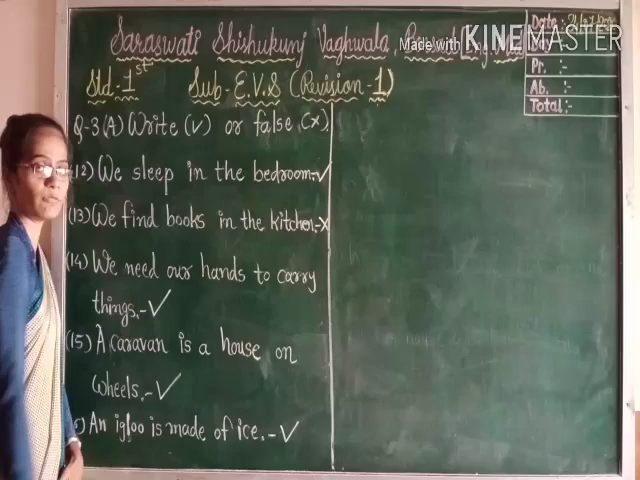 Saraswati Shishukunj Vaghwala,
Made with KINEMASTER
Date:-
Pr. :-
Ab. :-
Total:-
Std-1st Sub-E.V.S (Revision-1)
Q-3(A) Write (√) or false (×).
12) We sleep in the bedroom.-√
(13) We find books in the kitchen.-×
(14) We need our hands to carry
things.-√
(15) A caravan is a house on
wheels.-√
) An igloo is made of ice.-√